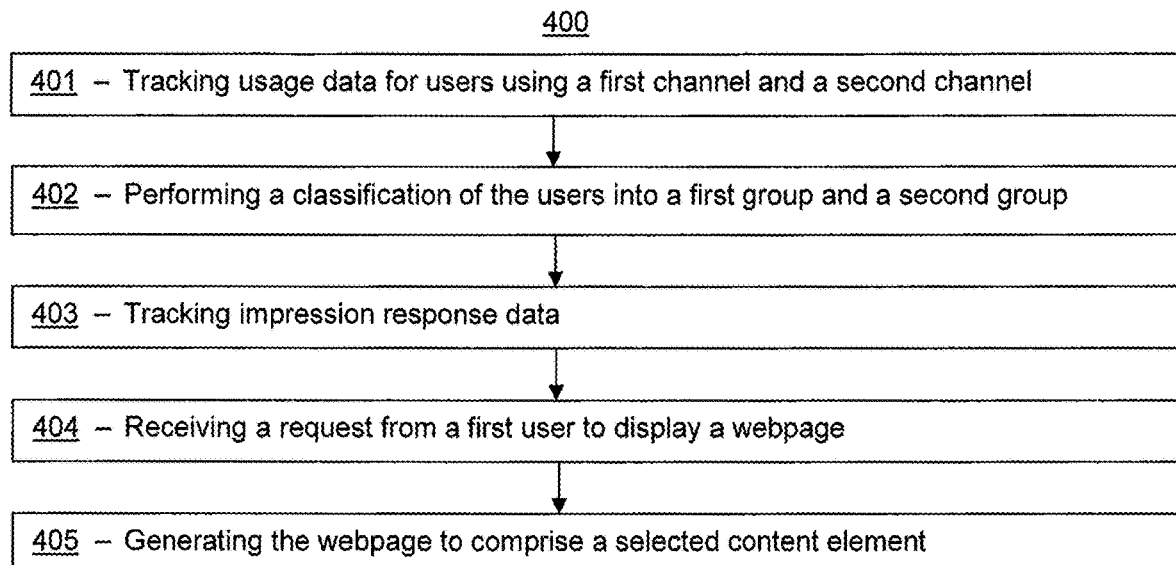 400
401 – Tracking usage data for users using a first channel and a second channel
402 – Performing a classification of the users into a first group and a second group
403 – Tracking impression response data
404 – Receiving a request from a first user to display a webpage
405 – Generating the webpage to comprise a selected content element